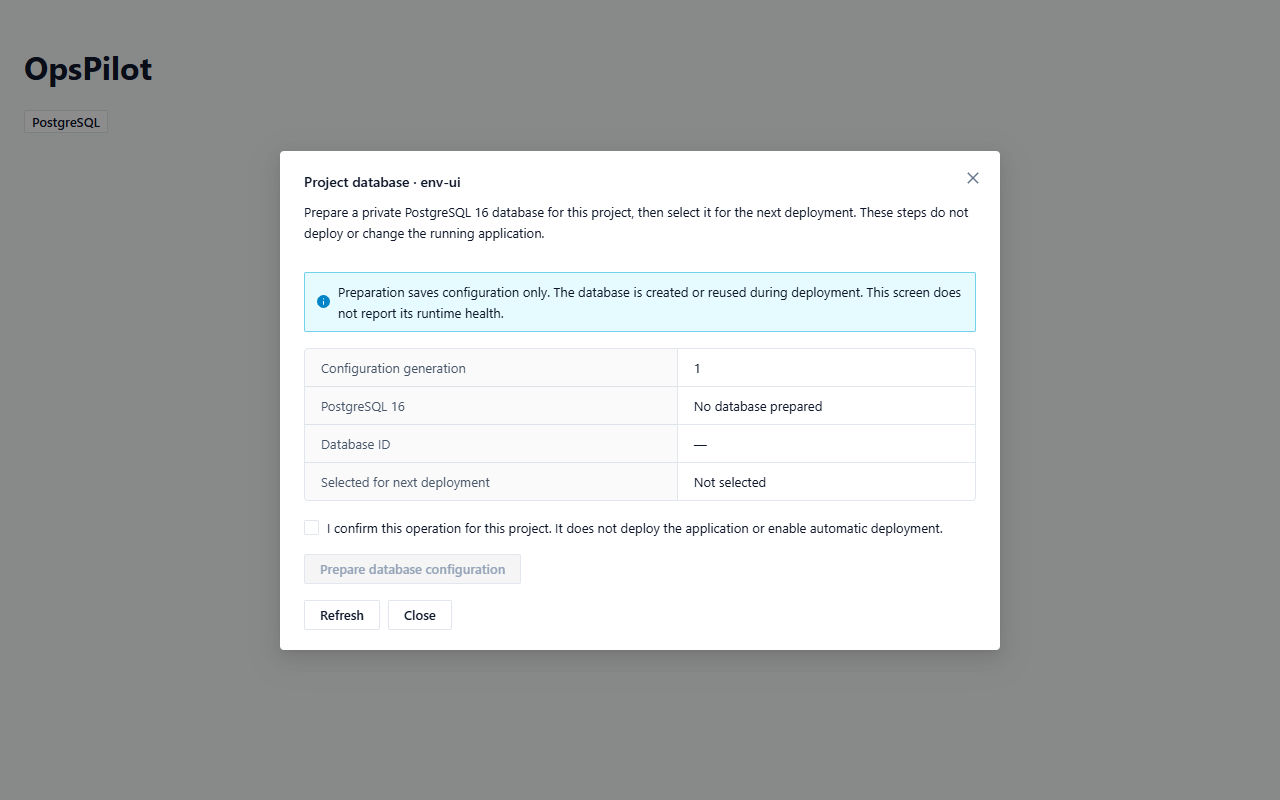 OpsPilot
PostgreSQL
Project database · env-ui
Prepare a private PostgreSQL 16 database for this project, then select it for the next deployment. These steps do not
deploy or change the running application.
Preparation saves configuration only. The database is created or reused during deployment. This screen does
not report its runtime health.
Configuration generation 1
PostgreSQL 16 No database prepared
Database ID —
Selected for next deployment Not selected
I confirm this operation for this project. It does not deploy the application or enable automatic deployment.
Prepare database configuration
Refresh Close